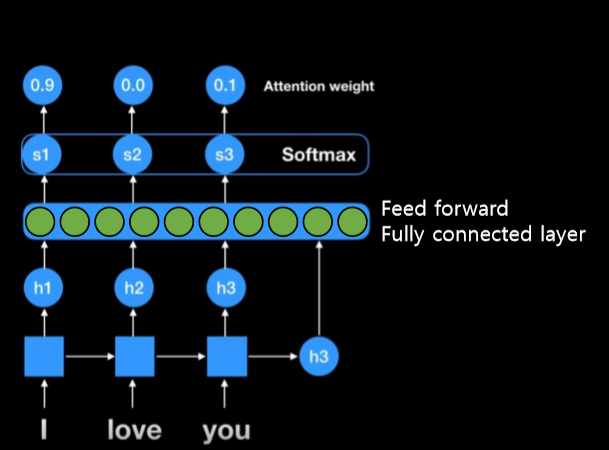 0.9 0.0 0.1 Attention weight
s1 s2 s3 Softmax
Feed forward
Fully connected layer
h1 h2 h3
h3
I love you